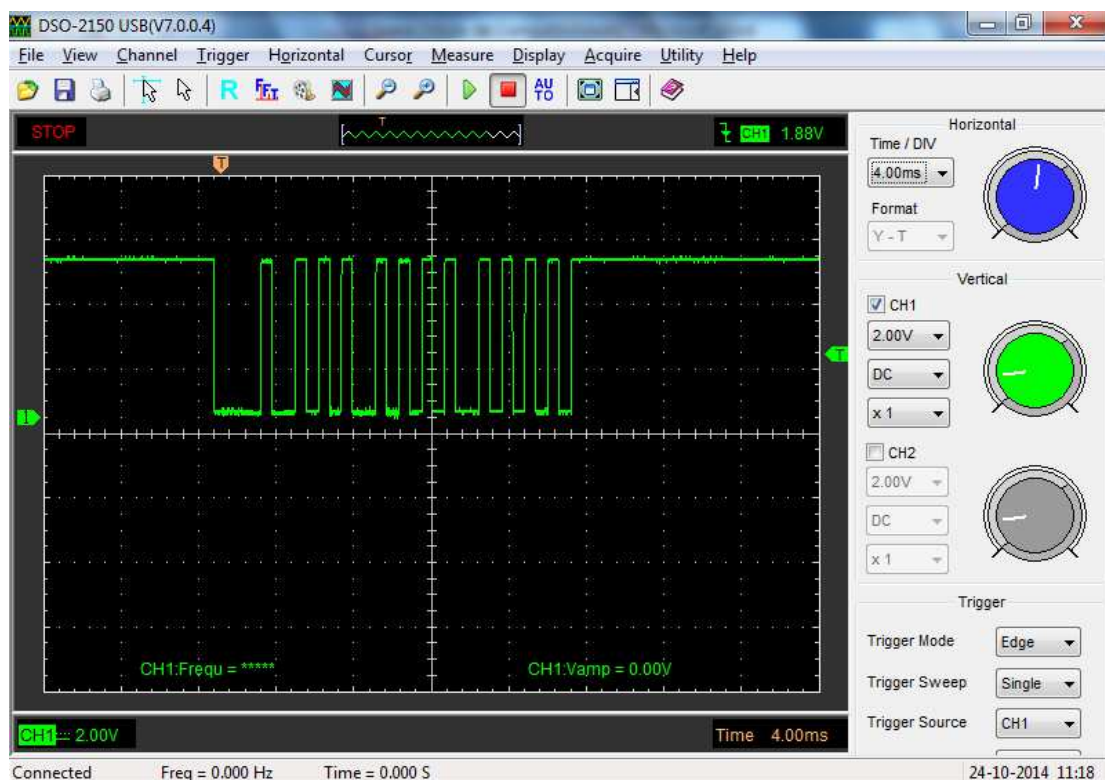 DSO-2150 USB(V7.0.0.4)
File View Channel Trigger Horizontal Cursor Measure Display Acquire Utility Help
R FFT AUTO
STOP T CH1 1.88V
T
1
T
CH1:Frequ = ***** CH1:Vamp = 0.00V
CH1 2.00V Time 4.00ms
Horizontal
Time / DIV
4.00ms
Format
Y - T
Vertical
CH1
2.00V
DC
x 1
CH2
2.00V
DC
x 1
Trigger
Trigger Mode Edge
Trigger Sweep Single
Trigger Source CH1
Connected Freq = 0.000 Hz Time = 0.000 S 24-10-2014 11:18